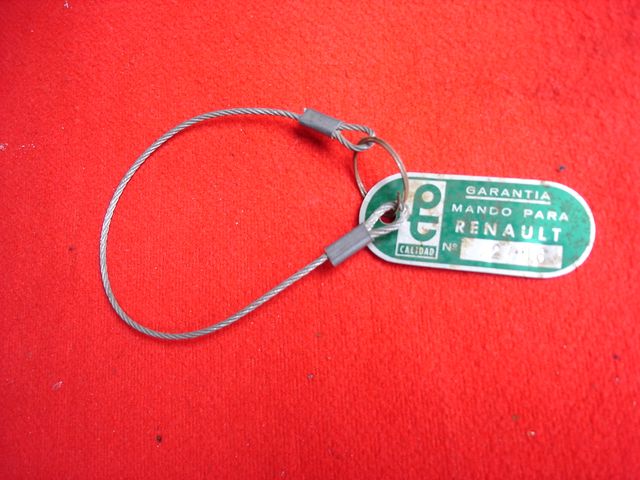 GARANTIA
MANDO PARA
RENAULT
Nº
CALIDAD